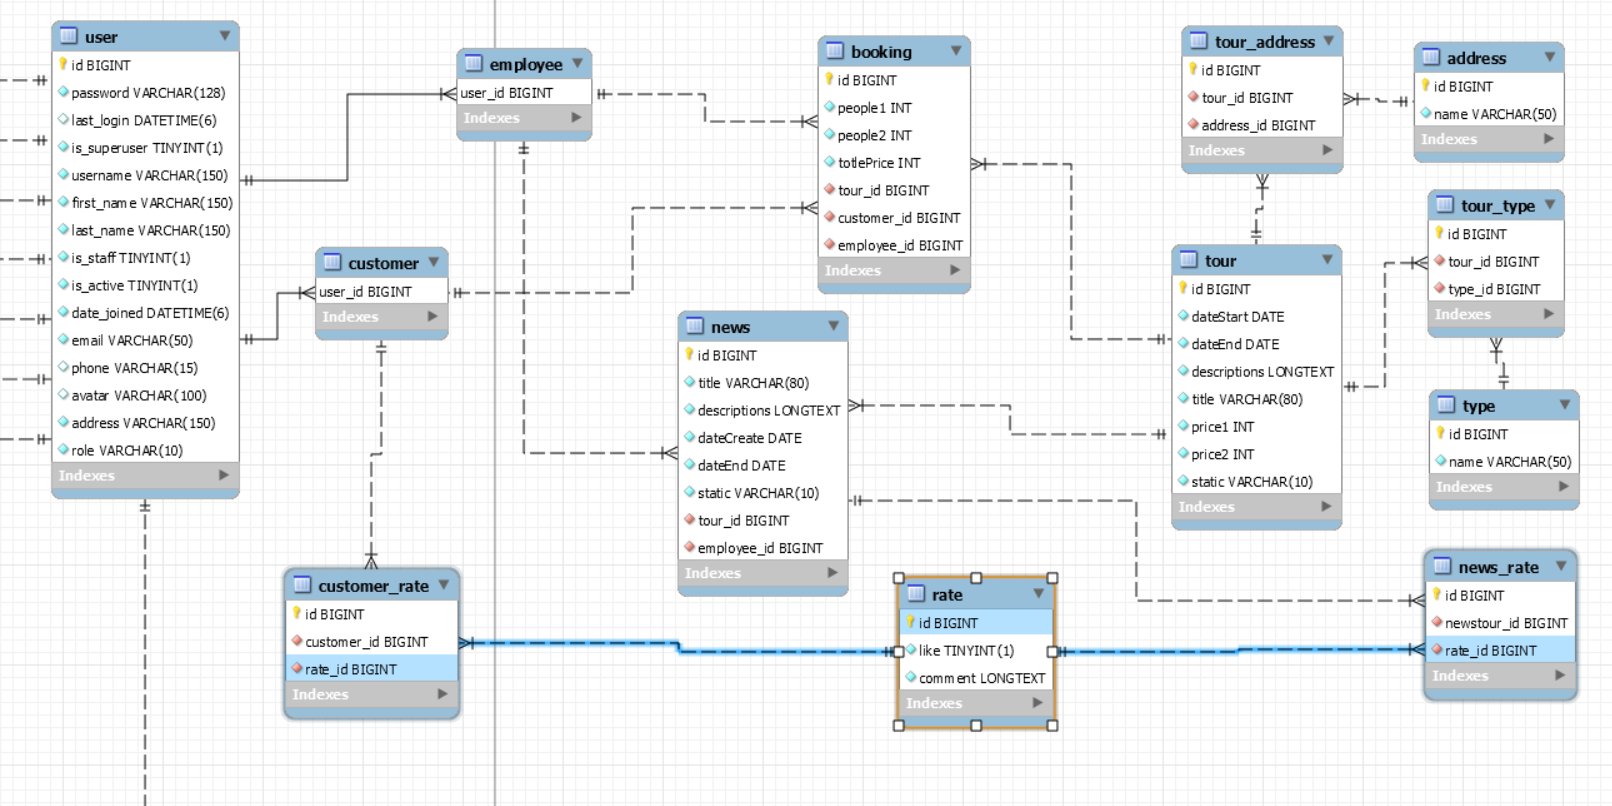 user
id BIGINT
password VARCHAR(128)
last_login DATETIME(6)
is_superuser TINYINT(1)
username VARCHAR(150)
first_name VARCHAR(150)
last_name VARCHAR(150)
is_staff TINYINT(1)
is_active TINYINT(1)
date_joined DATETIME(6)
email VARCHAR(50)
phone VARCHAR(15)
avatar VARCHAR(100)
address VARCHAR(150)
role VARCHAR(10)
Indexes
employee
user_id BIGINT
Indexes
customer
user_id BIGINT
Indexes
customer_rate
id BIGINT
customer_id BIGINT
rate_id BIGINT
Indexes
booking
id BIGINT
people1 INT
people2 INT
totlePrice INT
tour_id BIGINT
customer_id BIGINT
employee_id BIGINT
Indexes
news
id BIGINT
title VARCHAR(80)
descriptions LONGTEXT
dateCreate DATE
dateEnd DATE
static VARCHAR(10)
tour_id BIGINT
employee_id BIGINT
Indexes
rate
id BIGINT
like TINYINT(1)
comment LONGTEXT
Indexes
tour_address
id BIGINT
tour_id BIGINT
address_id BIGINT
Indexes
address
id BIGINT
name VARCHAR(50)
Indexes
tour
id BIGINT
dateStart DATE
dateEnd DATE
descriptions LONGTEXT
title VARCHAR(80)
price1 INT
price2 INT
static VARCHAR(10)
Indexes
tour_type
id BIGINT
tour_id BIGINT
type_id BIGINT
Indexes
type
id BIGINT
name VARCHAR(50)
Indexes
news_rate
id BIGINT
newstour_id BIGINT
rate_id BIGINT
Indexes